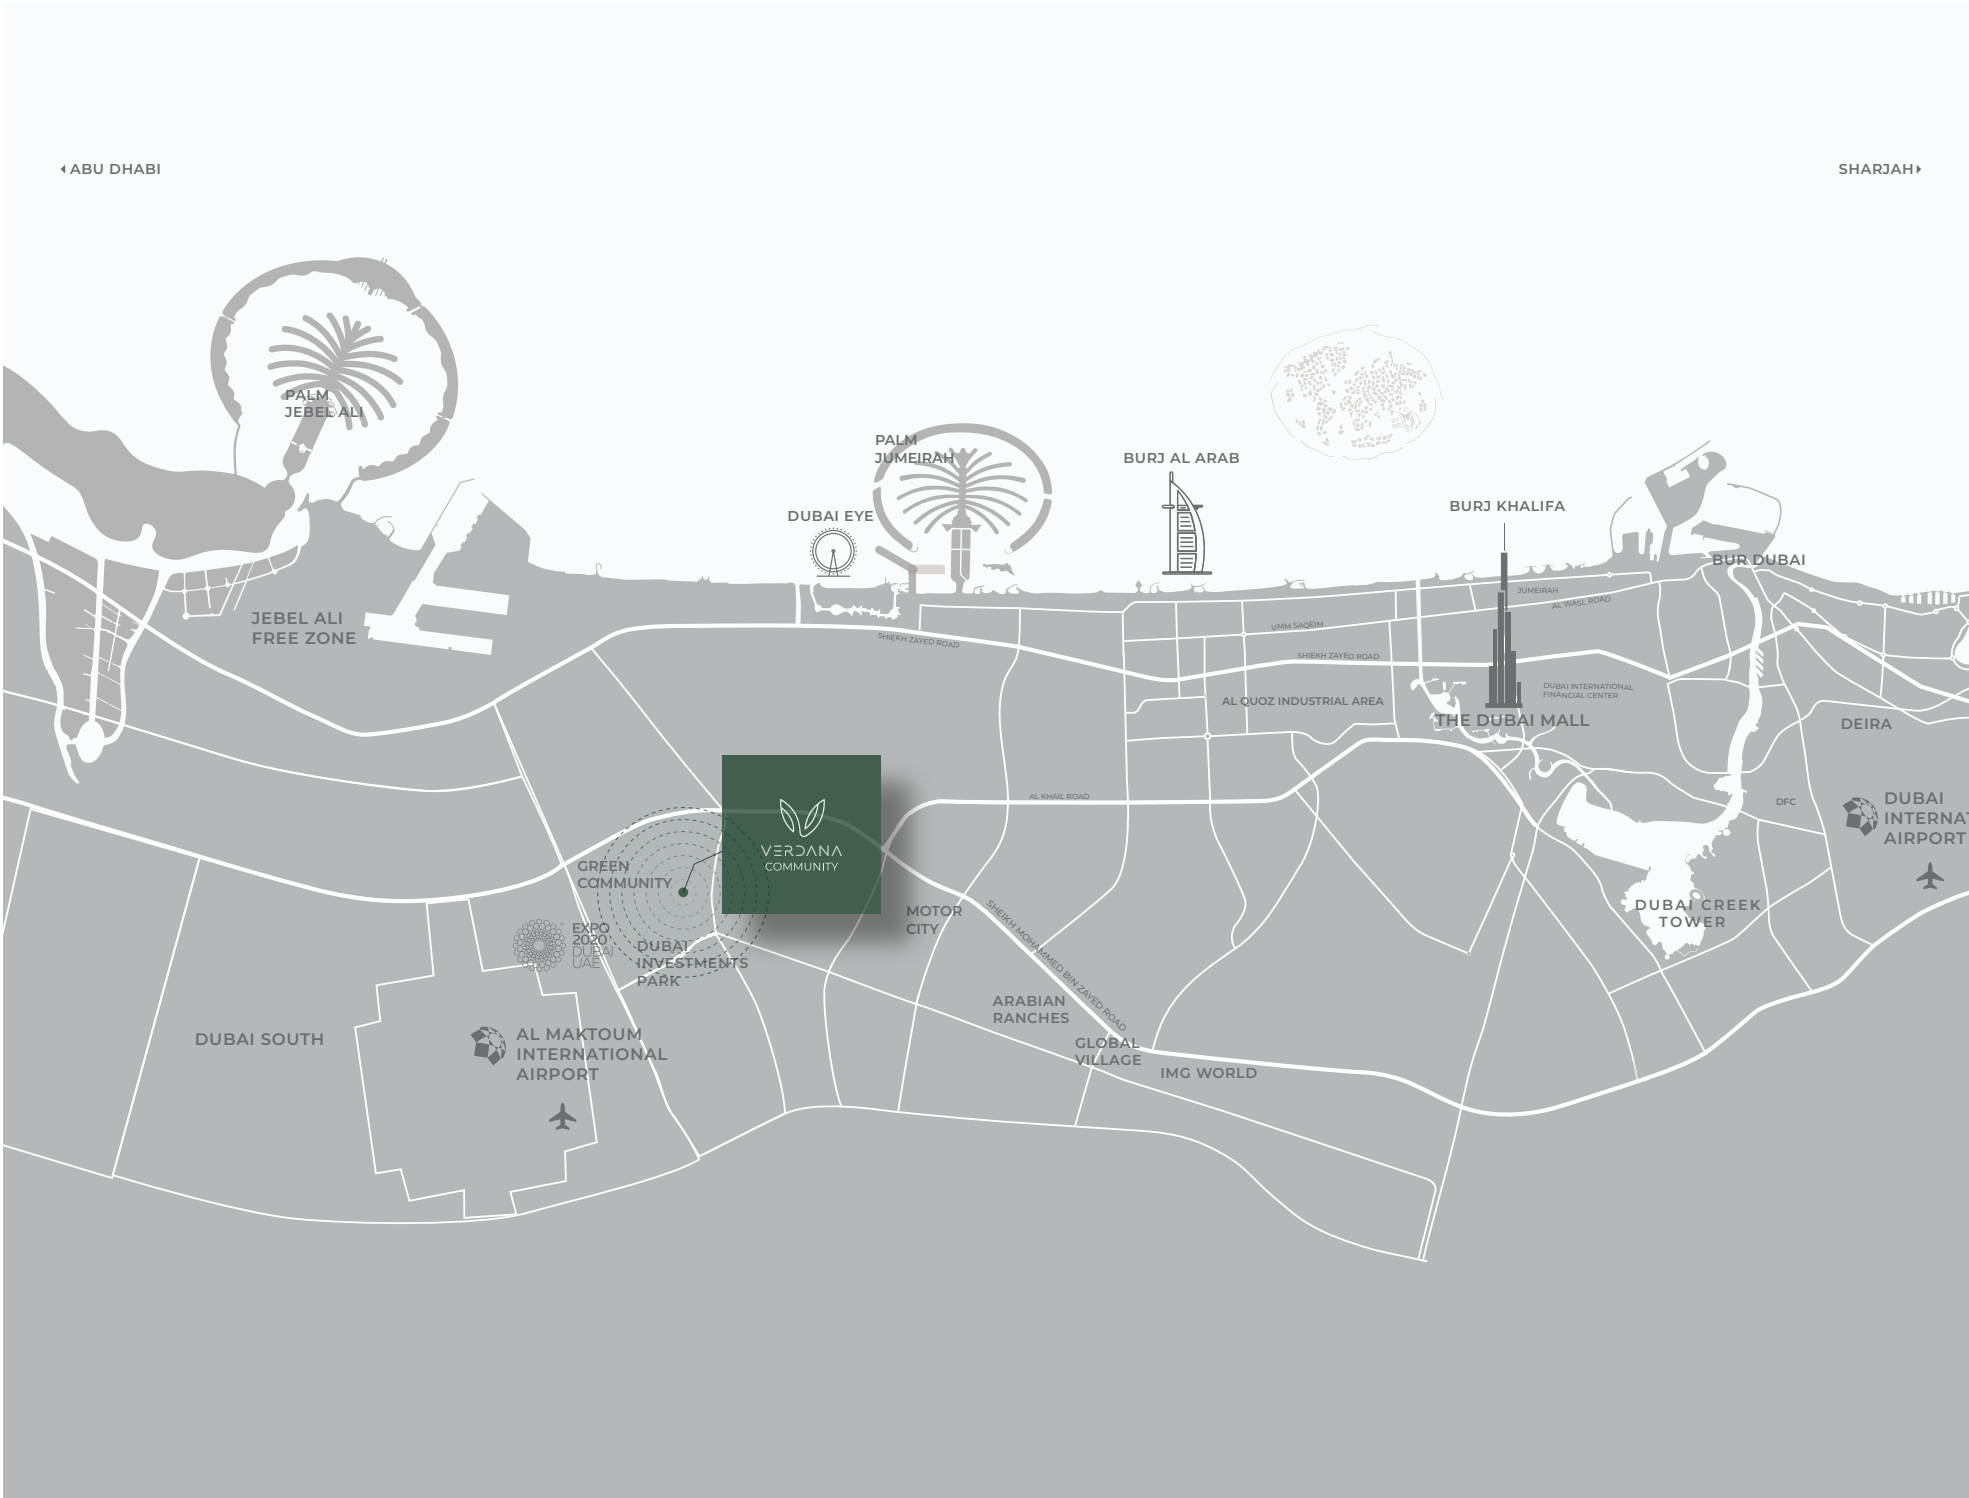 ABU DHABI
SHARJAH
PALM
JEBEL ALI
PALM
JUMEIRAH
BURJ AL ARAB
DUBAI EYE
BURJ KHALIFA
BUR DUBAI
JEBEL ALI
FREE ZONE
JUMEIRAH
AL WASL ROAD
UMM SAQEIM
SHIEKH ZAYED ROAD
SHIEKH ZAYED ROAD
DUBAI INTERNATIONAL
FINANCIAL CENTER
AL QUOZ INDUSTRIAL AREA
THE DUBAI MALL
DEIRA
AL KHAIL ROAD
DFC
DUBAI
INTERNAT
AIRPORT
VERDANA
COMMUNITY
GREEN
COMMUNITY
MOTOR
CITY
SHEIKH MOHAMMED BIN ZAYED ROAD
DUBAI CREEK
TOWER
EXPO
2020
DUBAI
UAE
DUBAI
INVESTMENTS
PARK
ARABIAN
RANCHES
DUBAI SOUTH
AL MAKTOUM
INTERNATIONAL
AIRPORT
GLOBAL
VILLAGE
IMG WORLD